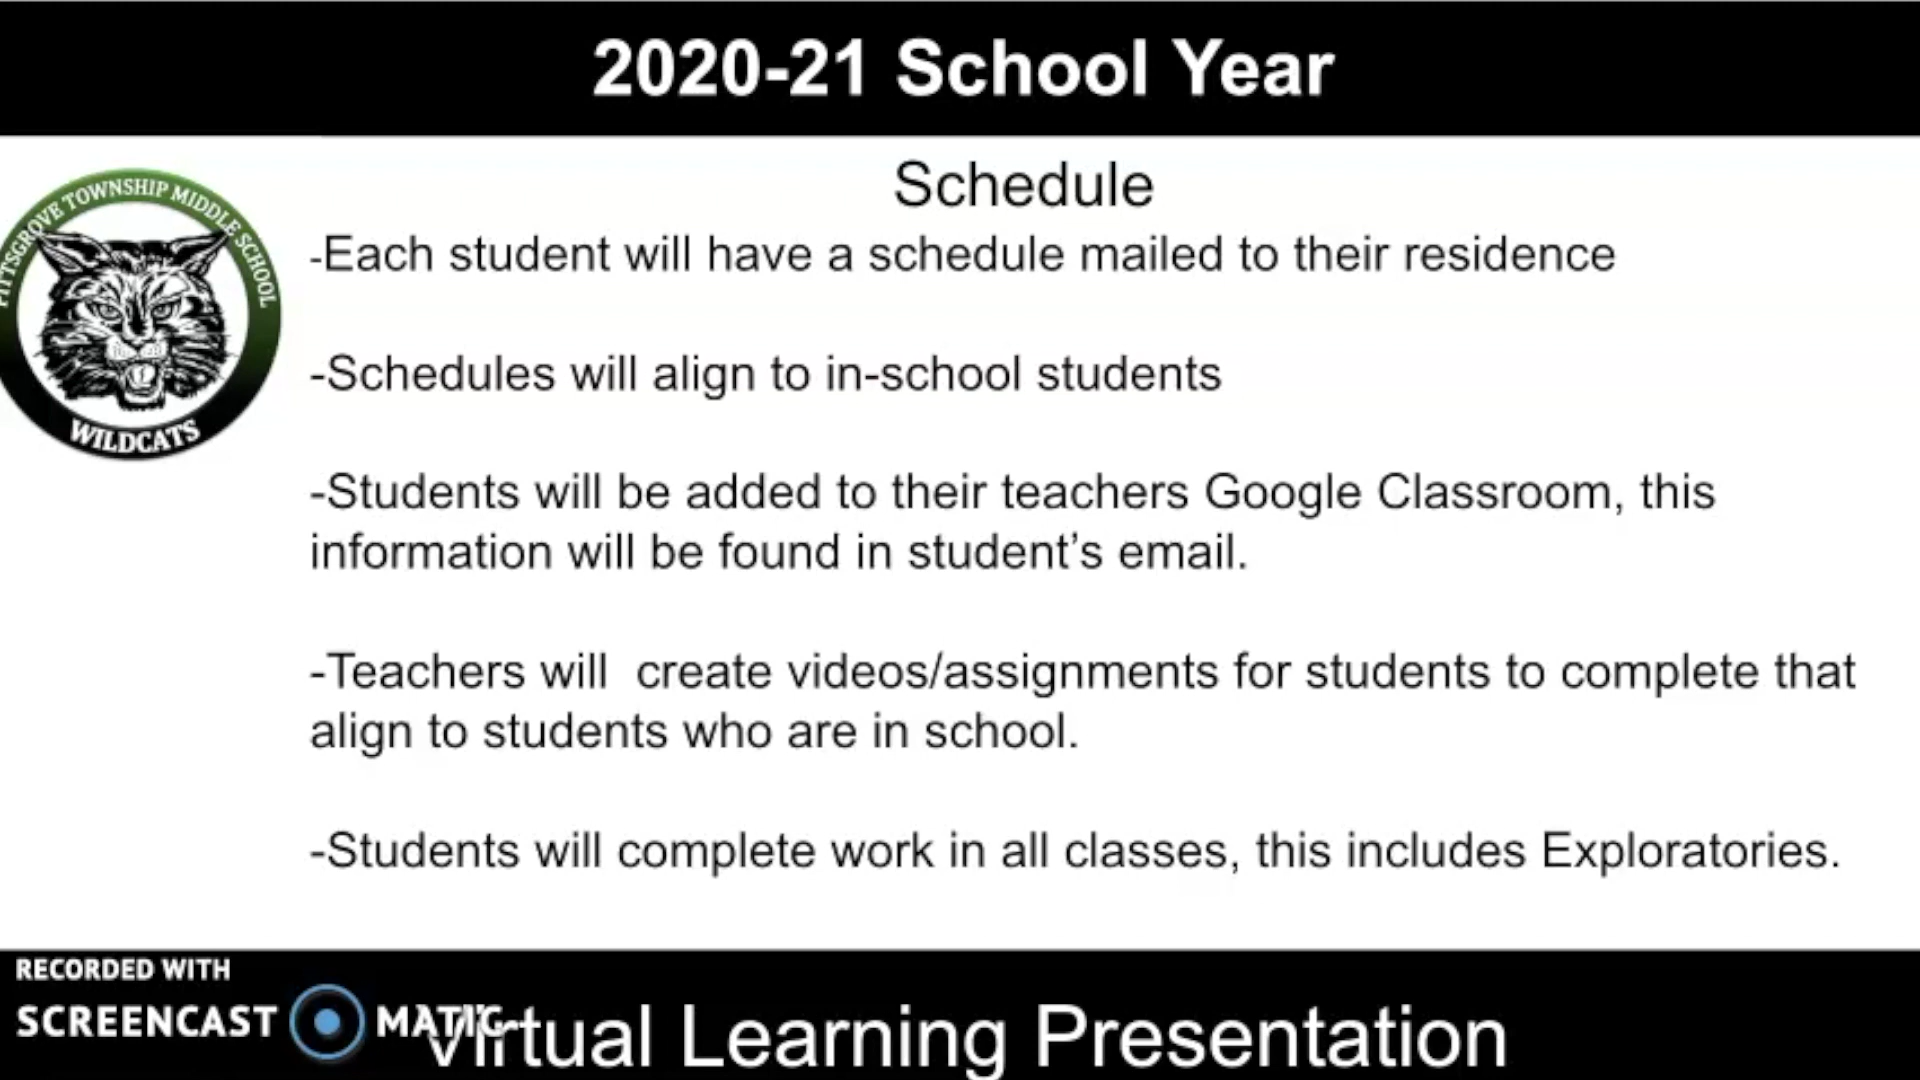 2020-21 School Year
PITTSGROVE TOWNSHIP MIDDLE SCHOOL
WILDCATS
Schedule
-Each student will have a schedule mailed to their residence
-Schedules will align to in-school students
-Students will be added to their teachers Google Classroom, this
information will be found in student’s email.
-Teachers will  create videos/assignments for students to complete that
align to students who are in school.
-Students will complete work in all classes, this includes Exploratories.
RECORDED WITH
SCREENCAST MATIC
Virtual Learning Presentation